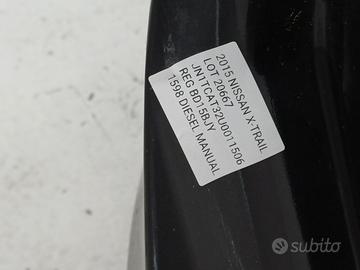 2015 NISSAN X-TRAIL
LOT 20667
JN1TCAT32U0011506
REG BD15BJY
1598 DIESEL MANUAL
subito